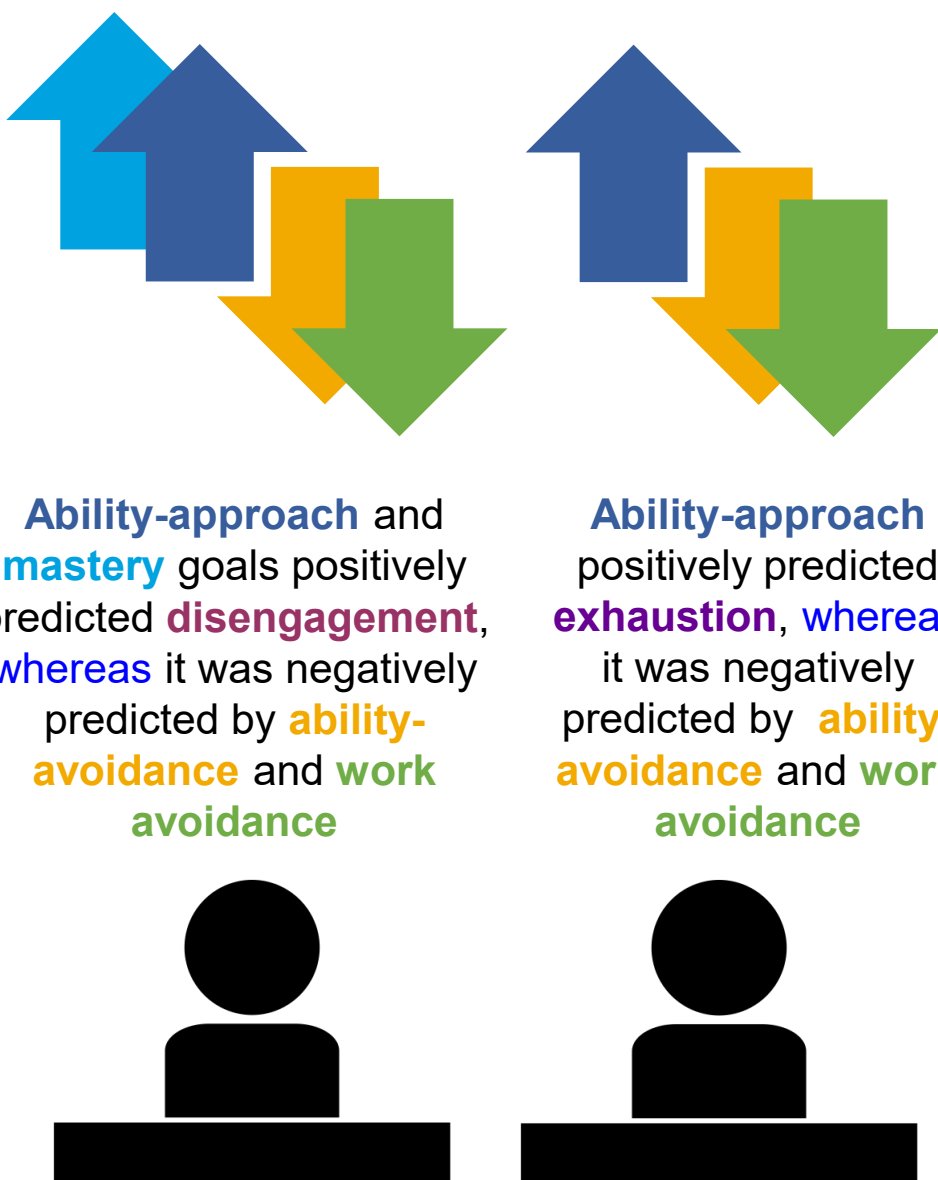 Ability-approach and
mastery goals positively
predicted disengagement,
whereas it was negatively
predicted by ability-
avoidance and work
avoidance
Ability-approach
positively predicted
exhaustion, wherea
it was negatively
predicted by ability
avoidance and wor
avoidance